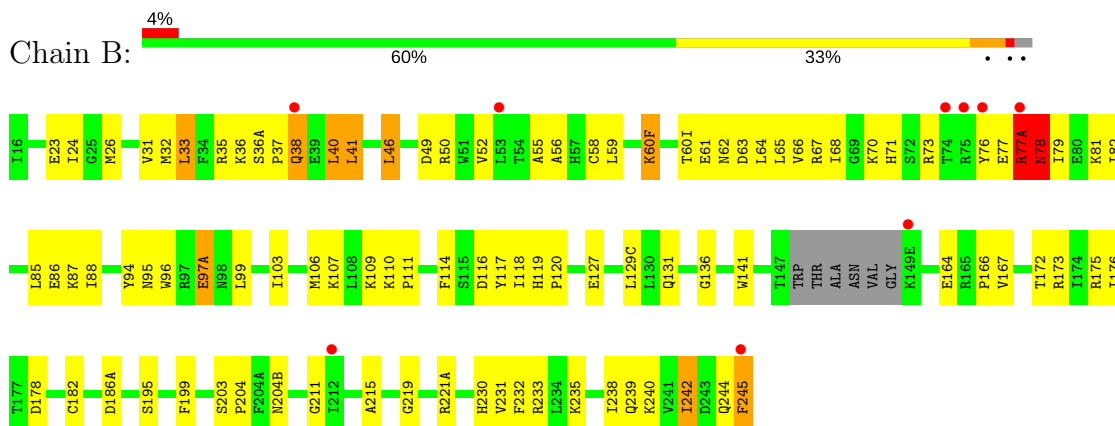 4%
Chain B:
60% 33% • • •
I16 E23 I24 G25 M26 V31 M32 L33 F34 R35 K36 S36A P37 Q38 E39 L40 L41 L46 D49 R50 W51 V52 L53 T54 A55 A56 H57 C58 L59 K60F T60I E61 N62 D63 L64 L65 V66 R67 I68 G69 K70 H71 S72 R73 T74 R75 Y76 E77 R77A N78 I79 E80 K81 I82
L85 E86 K87 I88 Y94 N95 W96 R97 E97A N98 L99 I103 M106 K107 L108 K109 K110 P111 F114 S115 D116 Y117 I118 H119 P120 E127 L129C L130 Q131 G136 W141 T147 TRP THR ALA ASN VAL GLY K149E E164 R165 P166 V167 T172 R173 I174 R175 I176
T177 D178 C182 D186A S195 F199 S203 P204 F204A N204B G211 I212 A215 G219 R221A H230 V231 F232 R233 L234 K235 I238 Q239 K240 V241 I242 D243 Q244 F245